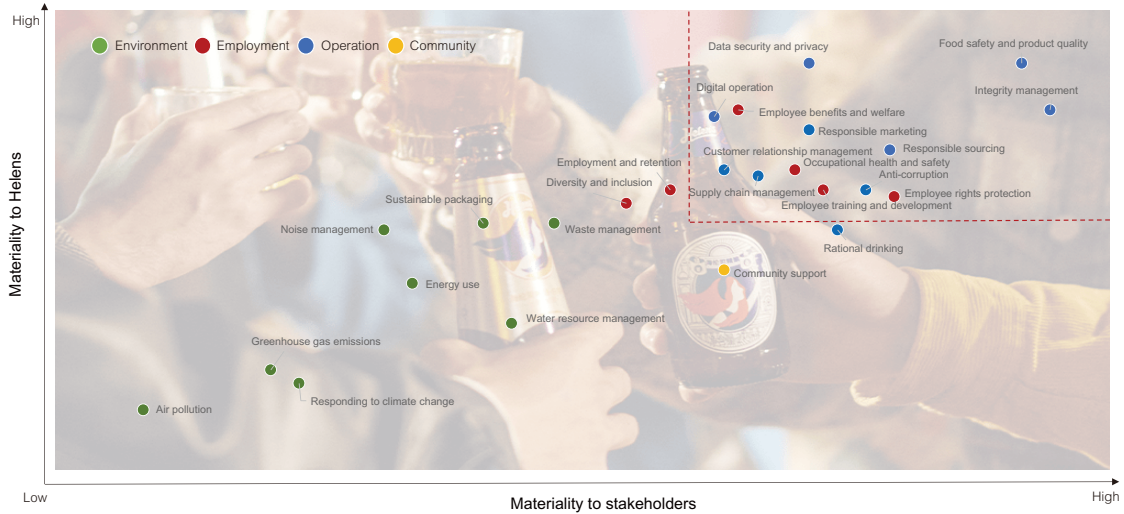 High
Environment
Employment
Operation
Community
Data security and privacy
Food safety and product quality
Digital operation
Integrity management
Employee benefits and welfare
Responsible marketing
Customer relationship management
Responsible sourcing
Employment and retention
Occupational health and safety
Anti-corruption
Diversity and inclusion
Supply chain management
Employee rights protection
Sustainable packaging
Employee training and development
Noise management
Waste management
Rational drinking
Community support
Energy use
Water resource management
Greenhouse gas emissions
Responding to climate change
Air pollution
Materiality to Helens
Low
Materiality to stakeholders
High